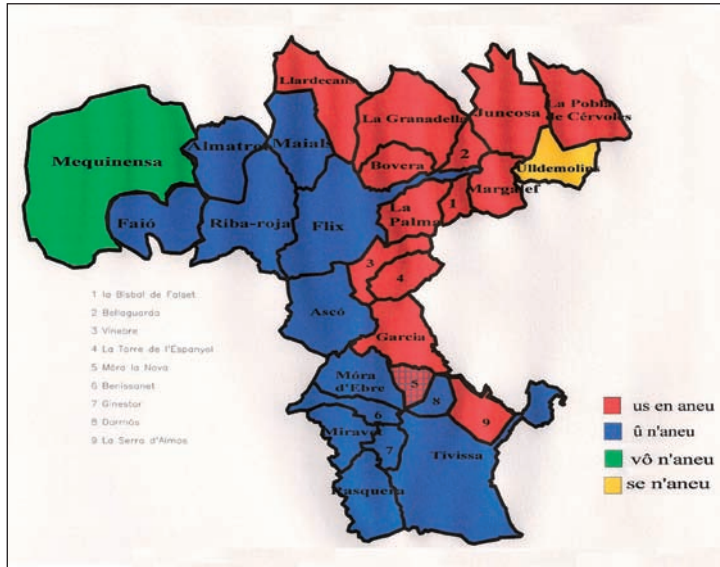 Llardecans
La Granadella
Juncosa
La Pobla
de Cérvoles
Almatret
Maials
Mequinensa
Bovera
2
Ulldemolins
Margalef
1
La
Palma
Faió
Riba-roja
Flix
3
4
1 la Bisbal de Falset
2 Bellaguarda
3 Vinebre
4 La Torre de l'Espanyol
5 Móra la Nova
6 Benissanet
7 Ginestar
8 Darmós
9 La Serra d'Almos
Ascó
Garcia
Móra
d'Ebre
5
8
6
9
Miravet
7
Tivissa
Rasquera
us en aneu
û n'aneu
vô n'aneu
se n'aneu